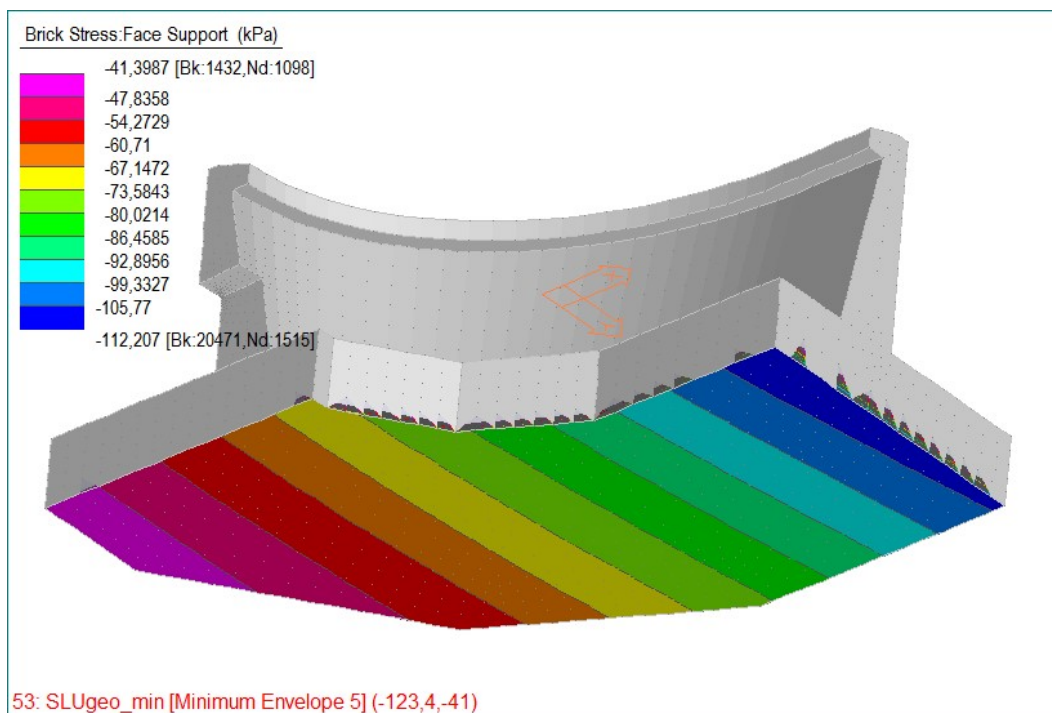 Brick Stress:Face Support (kPa)
-41,3987 [Bk:1432,Nd:1098]
-47,8358
-54,2729
-60,71
-67,1472
-73,5843
-80,0214
-86,4585
-92,8956
-99,3327
-105,77
-112,207 [Bk:20471,Nd:1515]
53: SLUgeo_min [Minimum Envelope 5] (-123,4,-41)